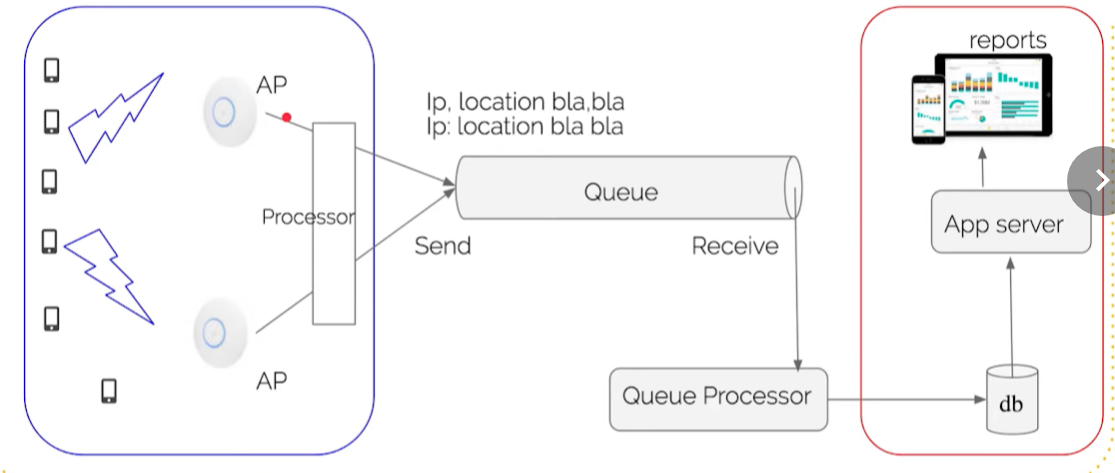 AP
Processor
AP
Ip, location bla,bla
Ip: location bla bla
Queue
Send
Receive
Queue Processor
reports
App server
db